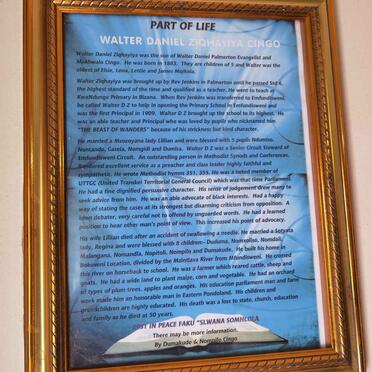 PART OF LIFE
WALTER DANIEL ZIQHAYIYA CINGO
Walter Daniel Ziqhayiya was the son of Walter Daniel Palmerton Evangelist and
Makhwalo Cingo. He was born in 1883. They are children of 5 and Walter was the
oldest of Elsie, Lena, Lettie and James Majikela.
Walter Daniel Ziqhayiya was brought up by Rev Jenkins in Palmerton until he passed Std 6,
the highest standard of the time and qualified as a teacher. He went to teach at
KwaNdunge Primary in Bizana. When Rev Jenkins was transferred to Emfundisweni,
he called Walter D Z to help in opening the Primary School in Emfundisweni and
was the first Principal in 1909. Walter D Z brought up the school to its highest. He
was an able teacher and Principal who was loved by pupils who nicknamed him
"THE BEAST OF WANDERS" because of his strickness but kind character.
He married a Mazusayana lady Lillian and were blessed with 5 pupils Ndumiso,
Nontsanda, Gasela, Nompili and Dumisa. Walter D Z was a Senior Circuit Steward of
Emfundisweni Circuit. An outstanding person in Methodist Synods and Conferences.
Rendered excellent service as a preacher and class leader highly faithful and
sympathetic. He wrote Methodist hymns 351, 355. He was a noted member of
UTTGC (United Transkei Territorial General Council) which was that time Parliament
He had a fine dignified persuasive character. His sense of judgement drew many to
seek advice from him. He was an able advocate of black interests. Had a happy
way of stating the cases at its strongest but disarming criticism from opposition. A
keen debater, very careful not to offend by unguarded words. He had a learned
position to hear other man's point of view. This increased his point of advocacy.
His wife Lillian died after an accident of swallowing a needle. He married a Sotyata
lady, Regina and were blessed with 8 children- Duduma, Nomsolizo, Nomdali,
Malangana, Nomandla, Nopitoli, Nompilo and Dumakude. He built his home in
Bukuweni Location, divided by the Mzintlava River from Mfundisweni. He crossed
this river on horseback to school. He was a farmer which reared cattle, sheep and
goats. He had a wide land to plant maize, corn and vegetable. He had an orchard
of types of plum trees, apples and oranges. His education parliament man and farm
work made him an honorable man in Eastern Pondoland. His children and
grandchildren are highly educated. His death was a loss to state, church, education
and family as he died at 50 years.
REST IN PEACE FAKU "SLWANA SOMHLOLA
There may be more information.
By Dumakude & Nompilo Cingo